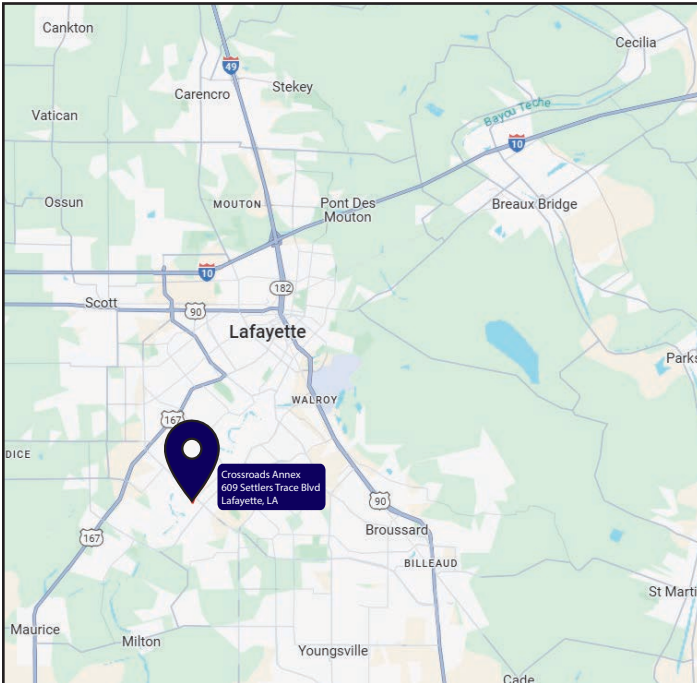 Cankton
Cecilia
49
Carencro
Stekey
Bayou Teche
Vatican
10
Ossun
MOUTON
Pont Des
Mouton
Breaux Bridge
10
182
Scott
90
Lafayette
Parks
WALROY
167
DICE
Crossroads Annex
609 Settlers Trace Blvd
Lafayette, LA
90
167
Broussard
BILLEAUD
St Marti
Maurice
Milton
Youngsville
Cade